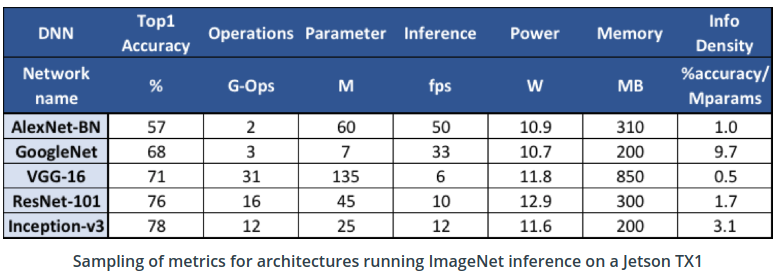 DNN Top1 Accuracy Operations Parameter Inference Power Memory Info Density
Network name % G-Ops M fps W MB %accuracy/ Mparams
AlexNet-BN 57 2 60 50 10.9 310 1.0
GoogleNet 68 3 7 33 10.7 200 9.7
VGG-16 71 31 135 6 11.8 850 0.5
ResNet-101 76 16 45 10 12.9 300 1.7
Inception-v3 78 12 25 12 11.6 200 3.1
Sampling of metrics for architectures running ImageNet inference on a Jetson TX1